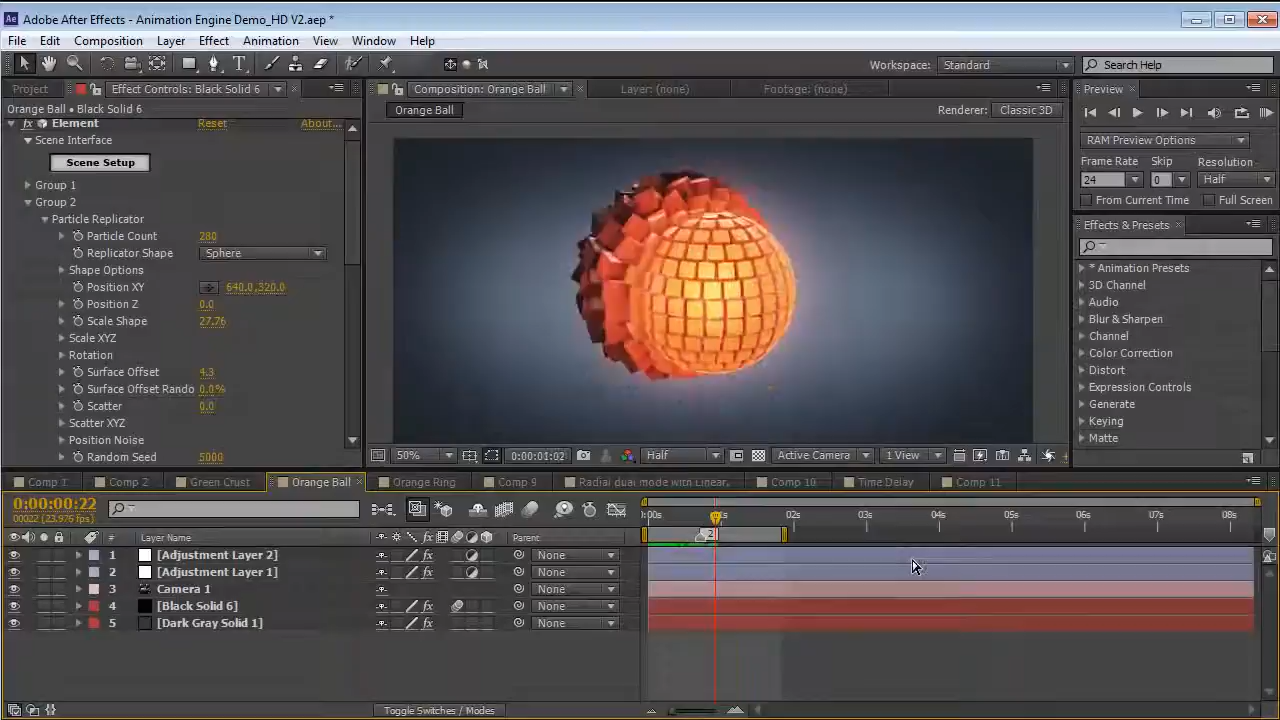 Ae Adobe After Effects - Animation Engine Demo_HD V2.aep *
File Edit Composition Layer Effect Animation View Window Help
Workspace: Standard Search Help
Project Effect Controls: Black Solid 6 Composition: Orange Ball Layer: (none) Footage: (none) Preview
Orange Ball • Black Solid 6
Orange Ball Renderer: Classic 3D
fx Element Reset About...
Scene Interface
Scene Setup
Group 1
Group 2
Particle Replicator
Particle Count 280
Replicator Shape Sphere
Shape Options
Position XY 640.0,320.0
Position Z 0.0
Scale Shape 27.76
Scale XYZ
Rotation
Surface Offset 4.3
Surface Offset Rando 0.0%
Scatter 0.0
Scatter XYZ
Position Noise
Random Seed 5000
RAM Preview Options
Frame Rate Skip Resolution
24 0 Half
From Current Time Full Screen
Effects & Presets
* Animation Presets
3D Channel
Audio
Blur & Sharpen
Channel
Color Correction
Distort
Expression Controls
Generate
Keying
Matte
50% 0:00:01:02 Half Active Camera 1 View
Comp 1 Comp 2 Green Crust Orange Ball Orange Ring Comp 9 Radial dual mode with Linear. Comp 10 Time Delay Comp 11
0:00:00:22
00022 (23.976 fps)
:00s 02s 03s 04s 05s 06s 07s 08s
2
# Layer Name Parent
1 [Adjustment Layer 2] fx None
2 [Adjustment Layer 1] fx None
3 Camera 1 None
4 [Black Solid 6] fx None
5 [Dark Gray Solid 1] fx None
Toggle Switches / Modes